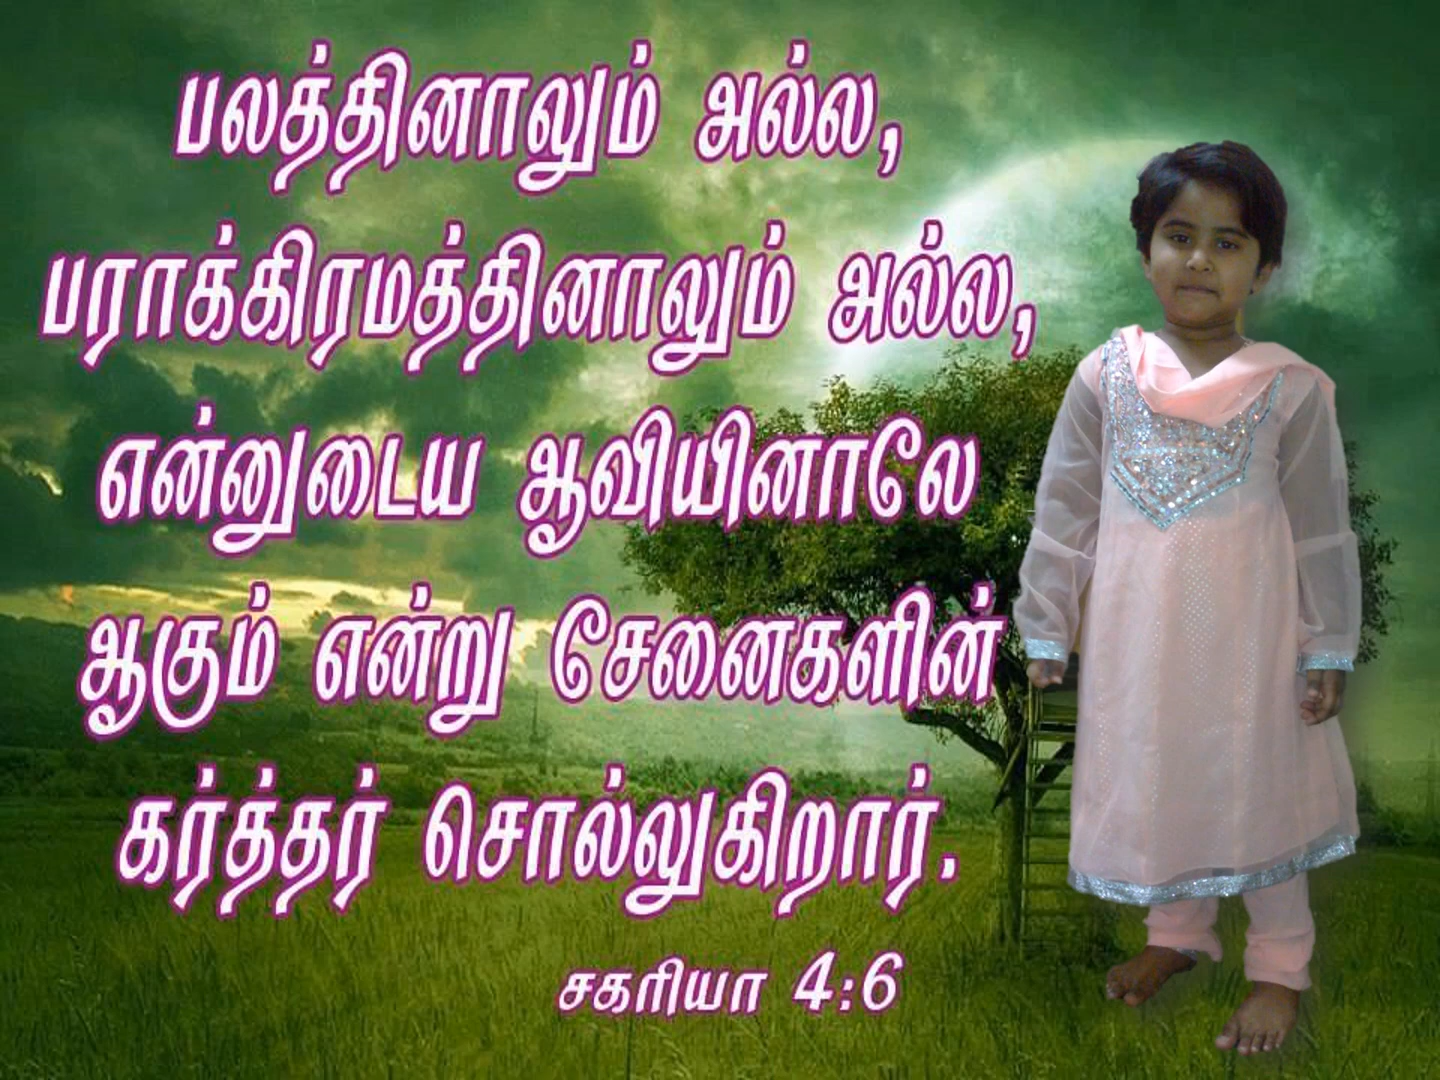 பலத்தினாலும் அல்ல,
பராக்கிரமத்தினாலும் அல்ல,
என்னுடைய ஆவியினாலே
ஆகும் என்று சேனைகளின்
கர்த்தர் சொல்லுகிறார்.
சகரியா 4:6